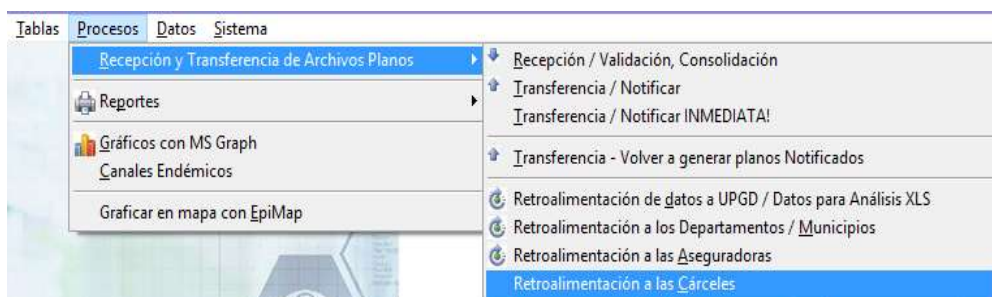 Tablas Procesos Datos Sistema
Recepción y Transferencia de Archivos Planos
Reportes
Gráficos con MS Graph
Canales Endémicos
Graficar en mapa con EpiMap
Recepción / Validación, Consolidación
Transferencia / Notificar
Transferencia / Notificar INMEDIATA!
Transferencia - Volver a generar planos Notificados
Retroalimentación de datos a UPGD / Datos para Análisis XLS
Retroalimentación a los Departamentos / Municipios
Retroalimentación a las Aseguradoras
Retroalimentación a las Cárceles